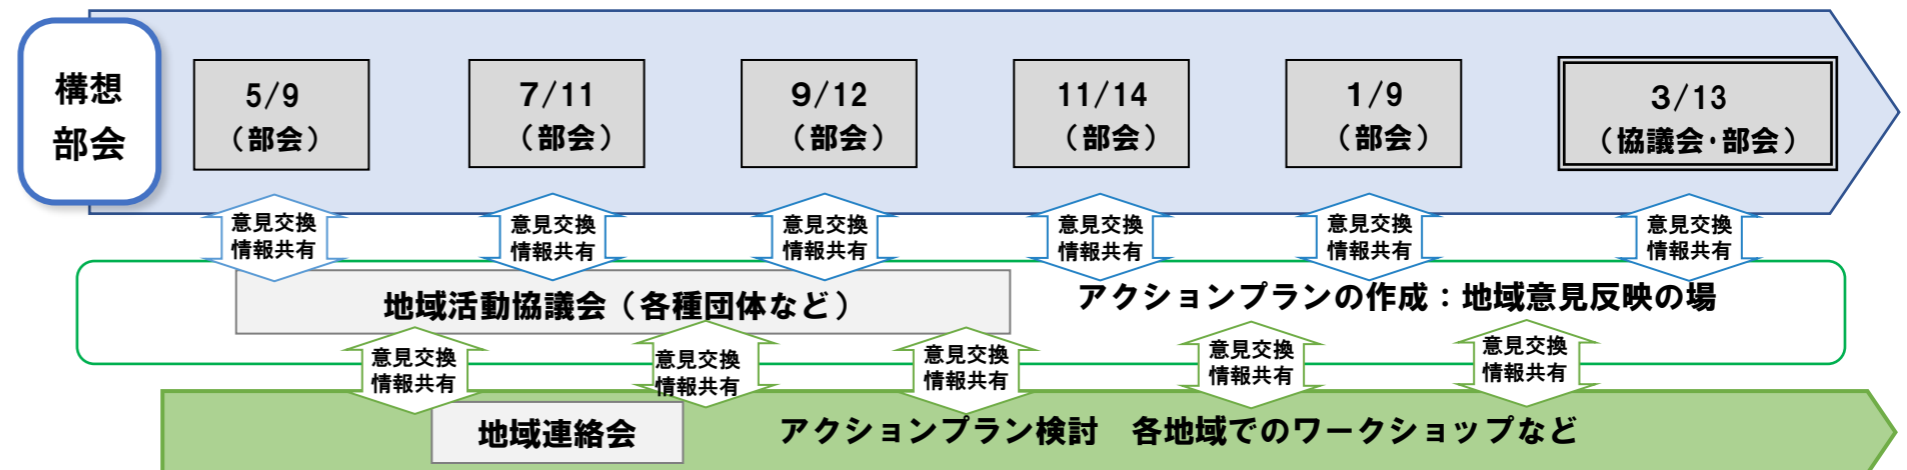 構想
部会
5/9
（部会）
7/11
（部会）
9/12
（部会）
11/14
（部会）
1/9
（部会）
3/13
（協議会・部会）
意見交換
情報共有
意見交換
情報共有
意見交換
情報共有
意見交換
情報共有
意見交換
情報共有
意見交換
情報共有
地域活動協議会（各種団体など）
アクションプランの作成：地域意見反映の場
意見交換
情報共有
意見交換
情報共有
意見交換
情報共有
意見交換
情報共有
意見交換
情報共有
地域連絡会
アクションプラン検討　各地域でのワークショップなど